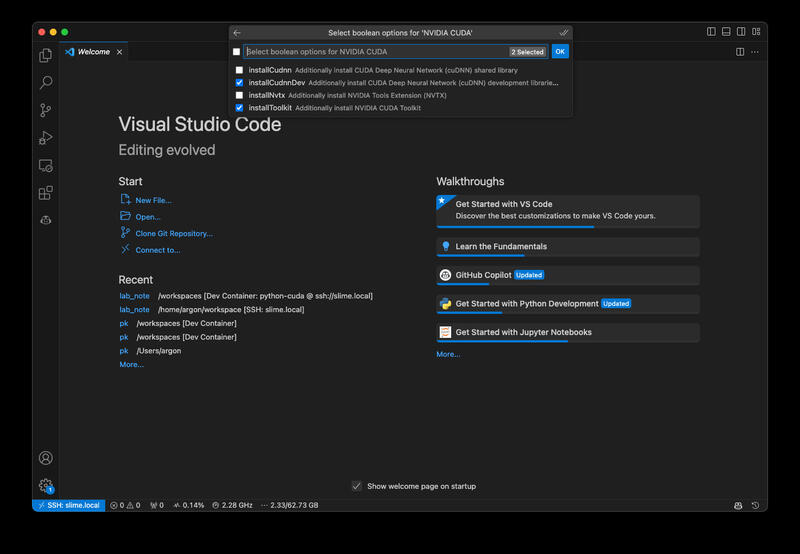 Select boolean options for 'NVIDIA CUDA'
Welcome
Select boolean options for NVIDIA CUDA
2 Selected
OK
installCudnn Additionally install CUDA Deep Neural Network (cuDNN) shared library
installCudnnDev Additionally install CUDA Deep Neural Network (cuDNN) development librarie...
installNvtx Additionally install NVIDIA Tools Extension (NVTX)
installToolkit Additionally install NVIDIA CUDA Toolkit
Visual Studio Code
Editing evolved
Start
New File...
Open...
Clone Git Repository...
Connect to...
Recent
lab_note /workspaces [Dev Container: python-cuda @ ssh://slime.local]
lab_note /home/argon/workspace [SSH: slime.local]
pk /workspaces [Dev Container]
pk /workspaces [Dev Container]
pk /Users/argon
More...
Walkthroughs
Get Started with VS Code
Discover the best customizations to make VS Code yours.
Learn the Fundamentals
GitHub Copilot Updated
Get Started with Python Development Updated
Get Started with Jupyter Notebooks
More...
Show welcome page on startup
1
SSH: slime.local 0 0 0 0.14% 2.28 GHz 2.33/62.73 GB